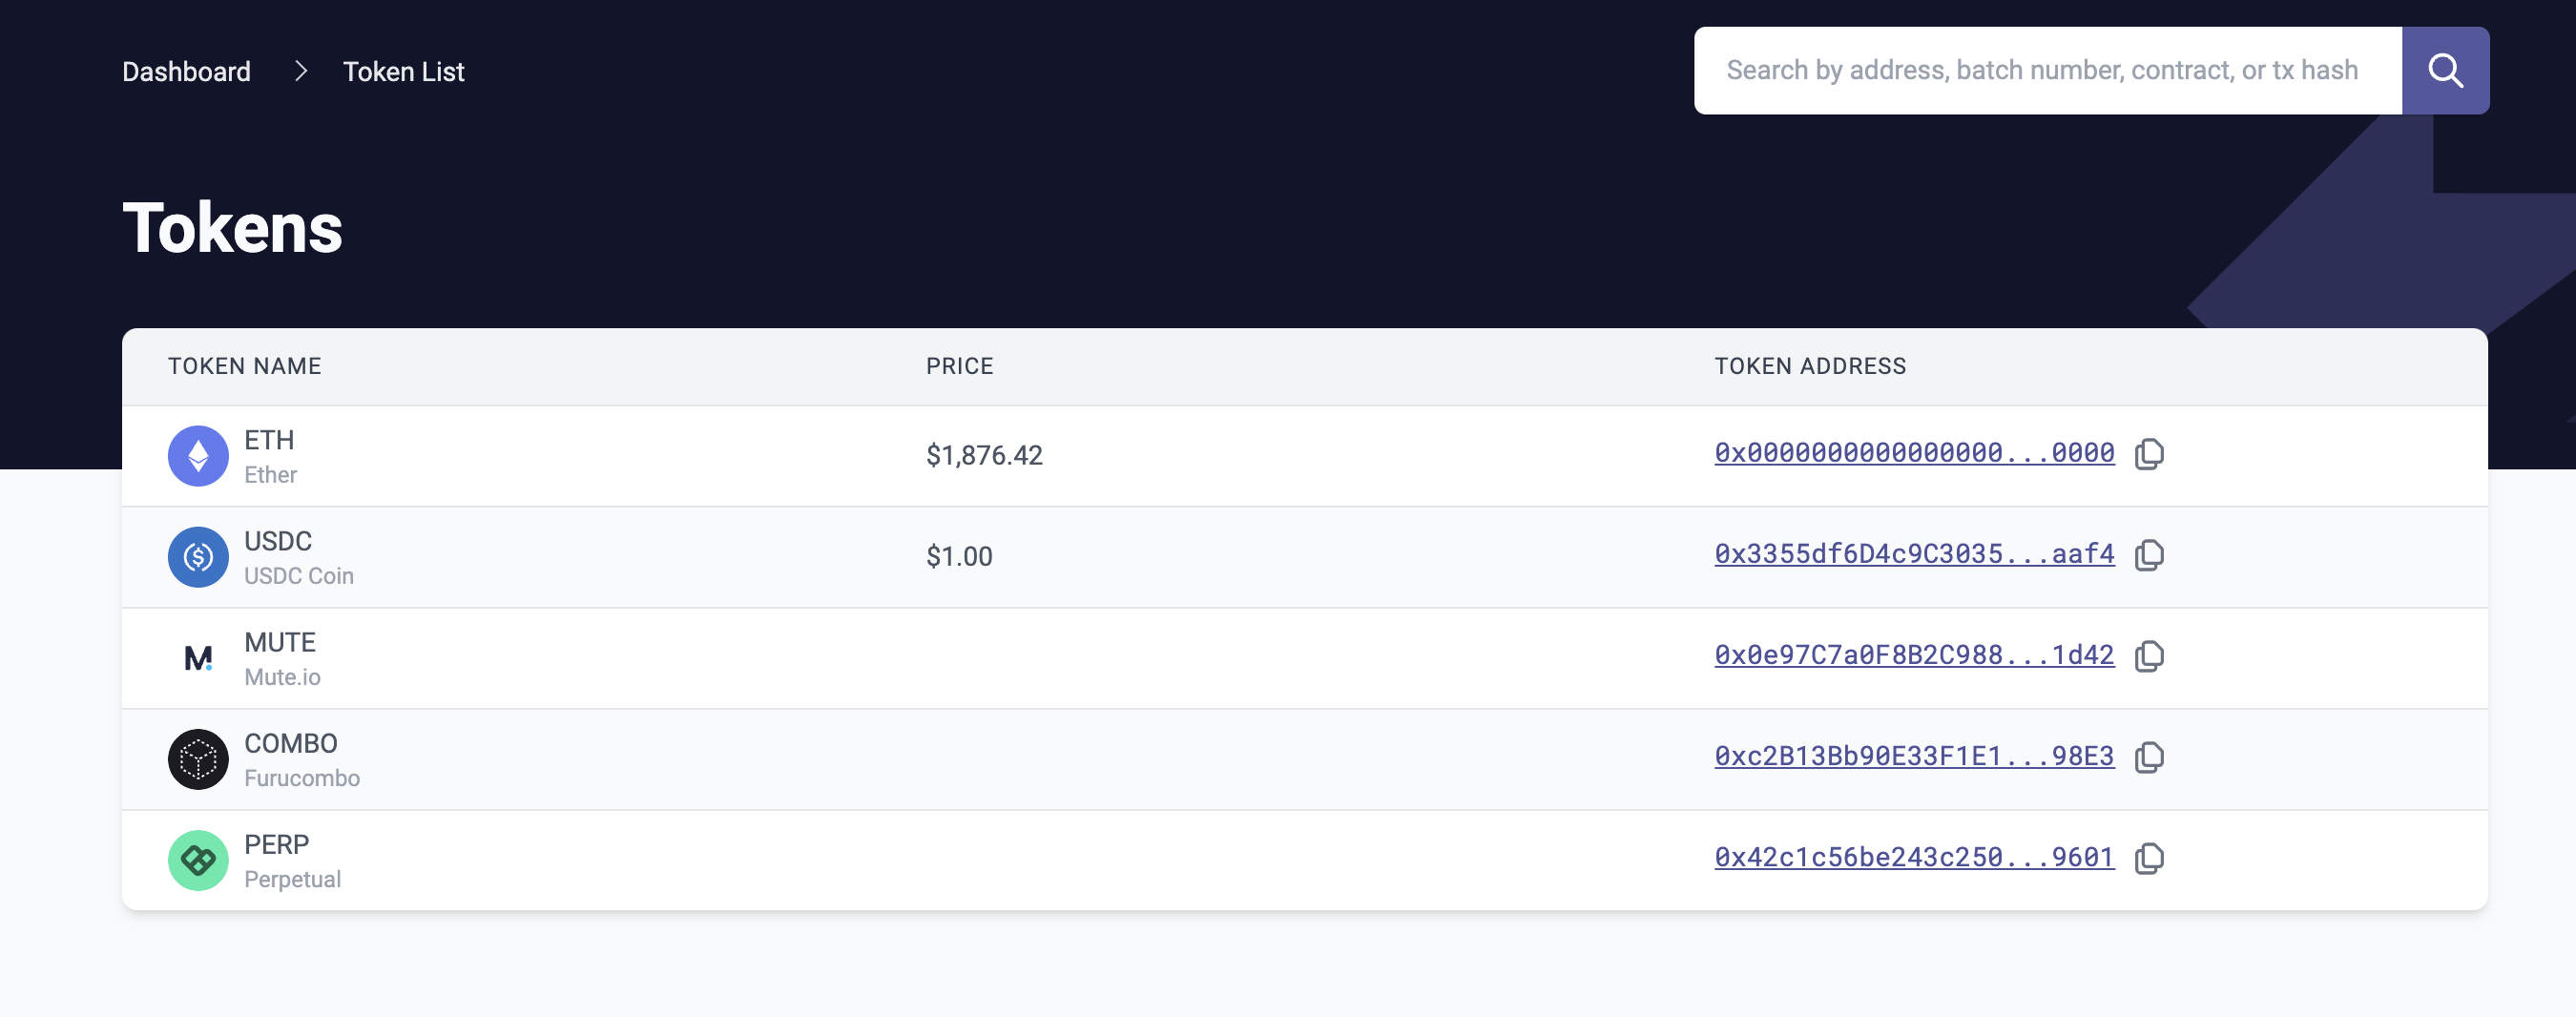 Dashboard > Token List
Search by address, batch number, contract, or tx hash
Tokens
TOKEN NAME PRICE TOKEN ADDRESS
ETH
Ether
$1,876.42
0x0000000000000000...0000
USDC
USDC Coin
$1.00
0x3355df6D4c9C3035...aaf4
M.
MUTE
Mute.io
0x0e97C7a0F8B2C988...1d42
COMBO
Furucombo
0xc2B13Bb90E33F1E1...98E3
PERP
Perpetual
0x42c1c56be243c250...9601